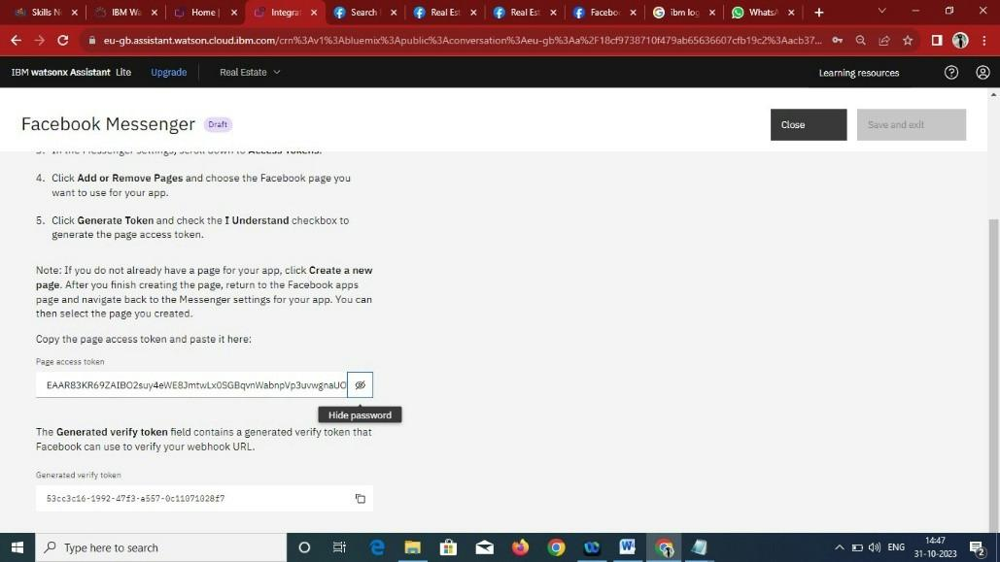 Skills N
IBM Wa
Home |
Integrat
Search
Real Est
Real Est
Faceboo
ibm log
WhatsA
eu-gb.assistant.watson.cloud.ibm.com/crn%3Av1%3Abluemix%3Apublic%3Aconversation%3Aeu-gb%3Aa%2F18cf9738710f479ab65636607cfb19c2%3Aacb37...
IBM watsonx Assistant Lite Upgrade Real Estate Learning resources
Facebook Messenger Draft Close Save and exit
3. In the Messenger settings, scroll down to Access Tokens.
4. Click Add or Remove Pages and choose the Facebook page you
want to use for your app.
5. Click Generate Token and check the I Understand checkbox to
generate the page access token.
Note: If you do not already have a page for your app, click Create a new
page. After you finish creating the page, return to the Facebook apps
page and navigate back to the Messenger settings for your app. You can
then select the page you created.
Copy the page access token and paste it here:
Page access token
EAAR83KR69ZAIBO2suy4eWE8JmtwLx0SGBqvnWabnpVp3uvwgnaUO
Hide password
The Generated verify token field contains a generated verify token that
Facebook can use to verify your webhook URL.
Generated verify token
53cc3c16-1992-47f3-a557-0c11071028f7
Type here to search
ENG
14:47
31-10-2023
2